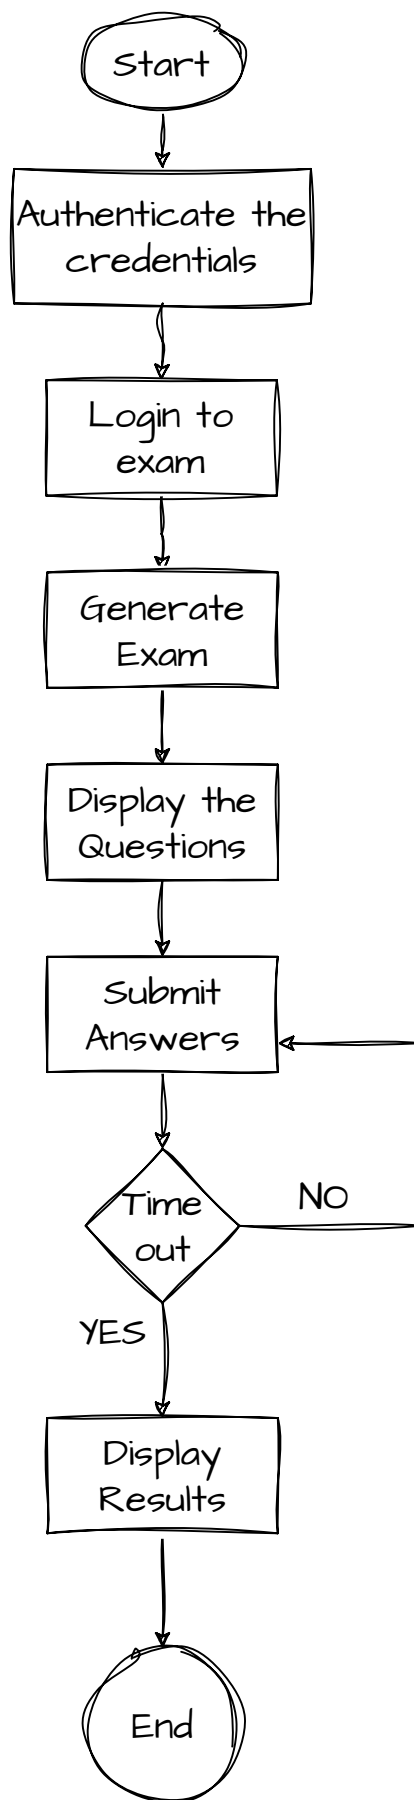 Start
Authenticate the
credentials
Login to
exam
Generate
Exam
Display the
Questions
Submit
Answers
Time
out
NO
YES
Display
Results
End